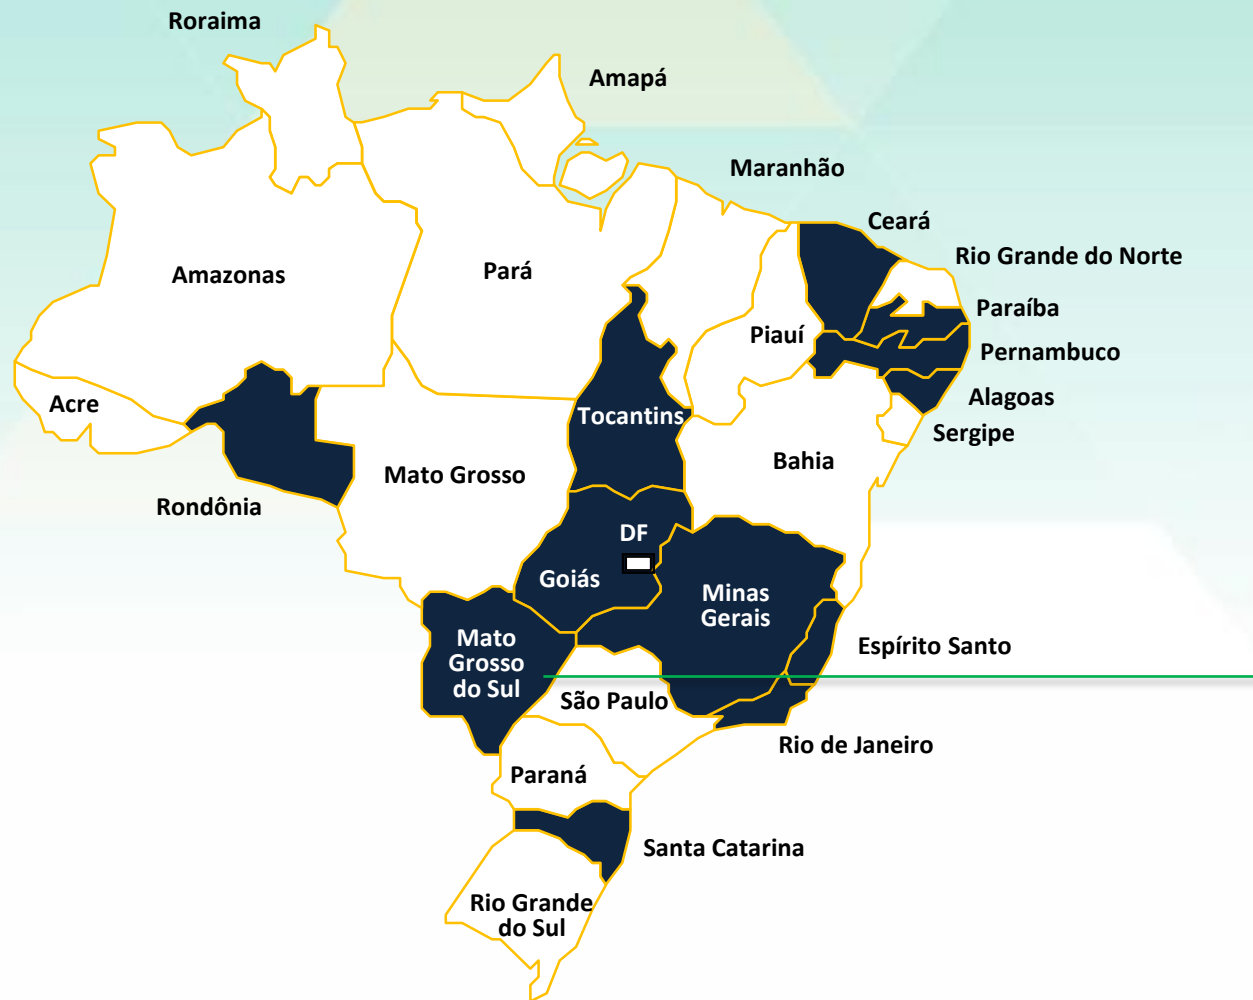 Roraima
Amapá
Maranhão
Ceará
Rio Grande do Norte
Amazonas
Pará
Paraíba
Piauí
Pernambuco
Acre
Alagoas
Tocantins
Sergipe
Bahia
Mato Grosso
Rondônia
DF
Goiás
Minas
Gerais
Mato
Grosso
do Sul
Espírito Santo
São Paulo
Rio de Janeiro
Paraná
Santa Catarina
Rio Grande
do Sul